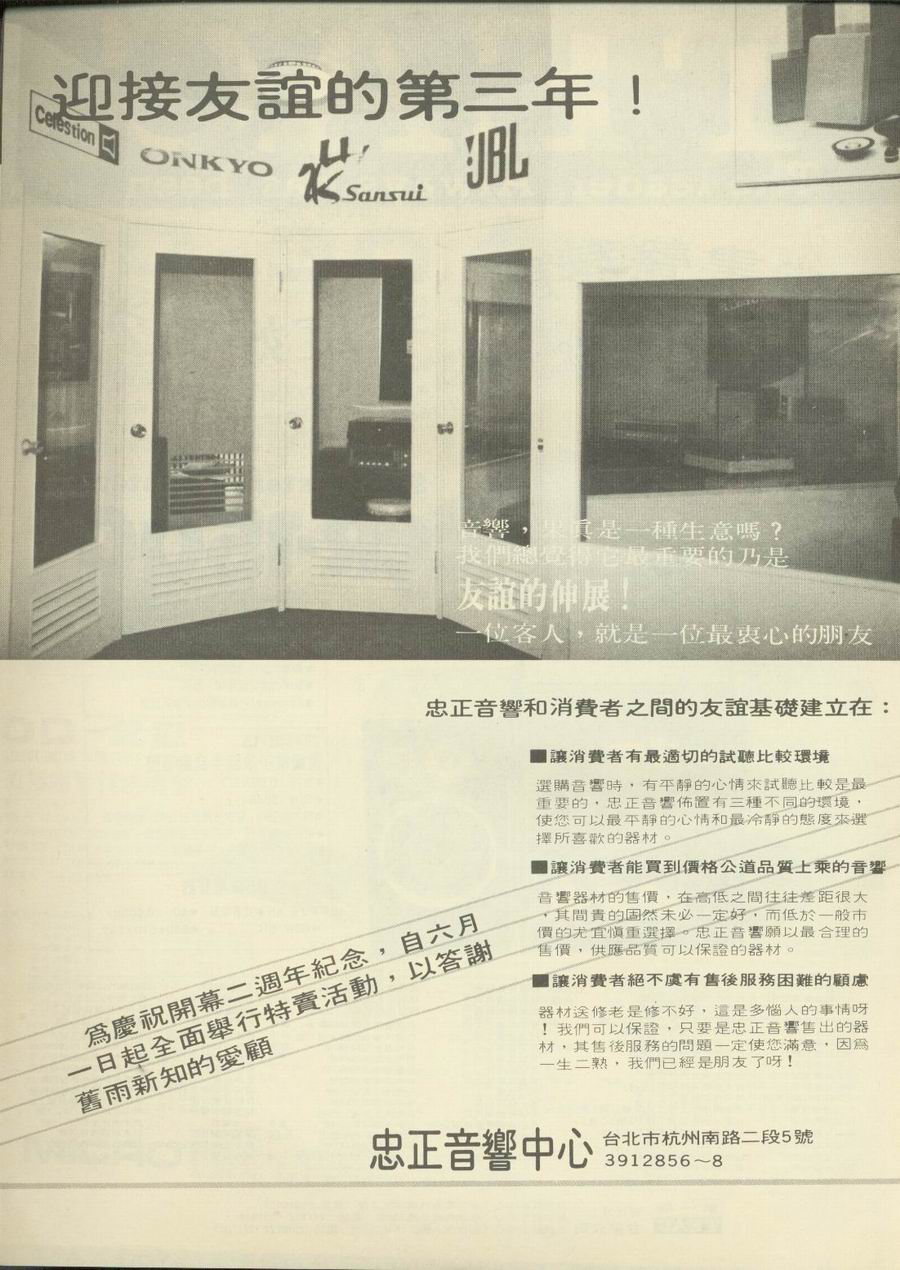 迎接友誼的第三年！
Celestion
ONKYO
Sansui
JBL
音響，果眞是一種生意嗎？
我們總覺得它最重要的乃是
友誼的伸展！
一位客人，就是一位最衷心的朋友
忠正音響和消費者之間的友誼基礎建立在：
■讓消費者有最適切的試聽比較環境
選購音響時，有平靜的心情來試聽比較是最
重要的，忠正音響佈置有三種不同的環境，
使您可以最平靜的心情和最冷靜的態度來選
擇所喜歡的器材。
■讓消費者能買到價格公道品質上乘的音響
音響器材的售價，在高低之間往往差距很大
，其間貴的固然未必一定好，而低於一般市
價的尤宜愼重選擇。忠正音響願以最合理的
售價，供應品質可以保證的器材。
■讓消費者絕不虞有售後服務困難的顧慮
器材送修老是修不好，這是多惱人的事情呀
！我們可以保證，只要是忠正音響售出的器
材，其售後服務的問題一定使您滿意，因爲
一生二熟，我們已經是朋友了呀！
爲慶祝開幕二週年紀念，自六月
一日起全面舉行特賣活動，以答謝
舊雨新知的愛顧
忠正音響中心
台北市杭州南路二段5號
3912856～8